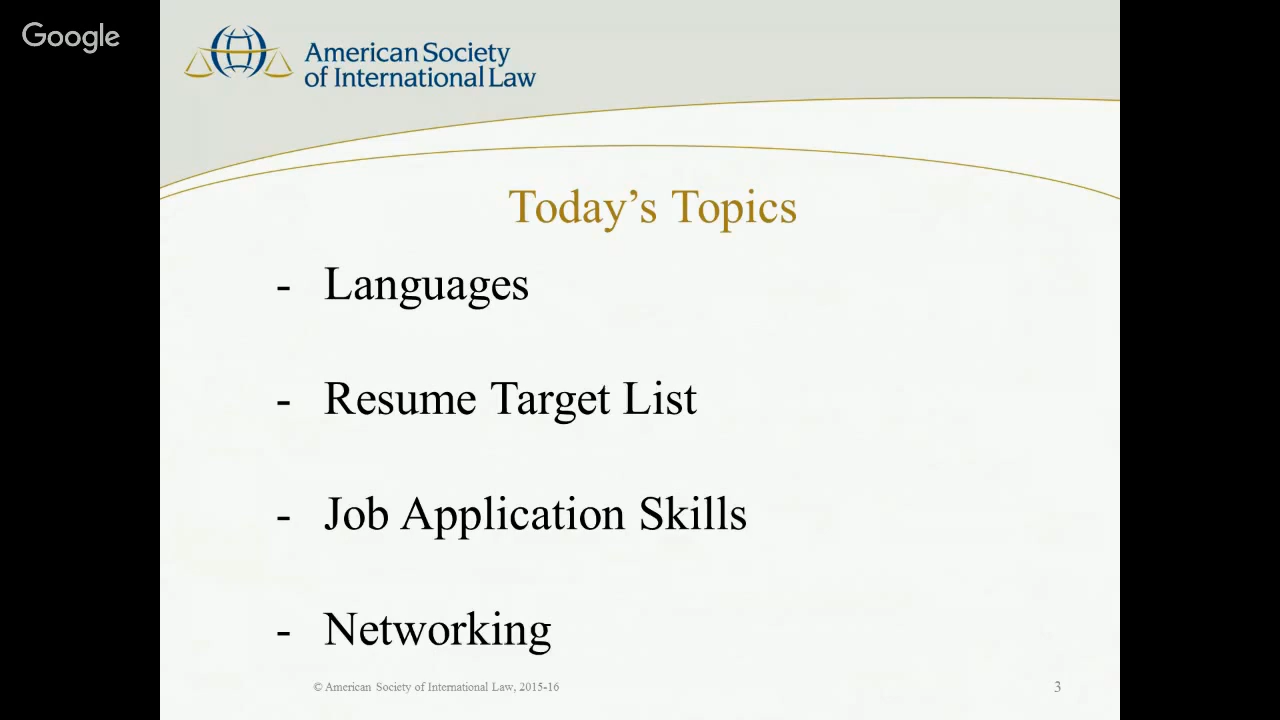 Google
American Society
of International Law
Today's Topics
- Languages
- Resume Target List
- Job Application Skills
- Networking
© American Society of International Law, 2015-16
3